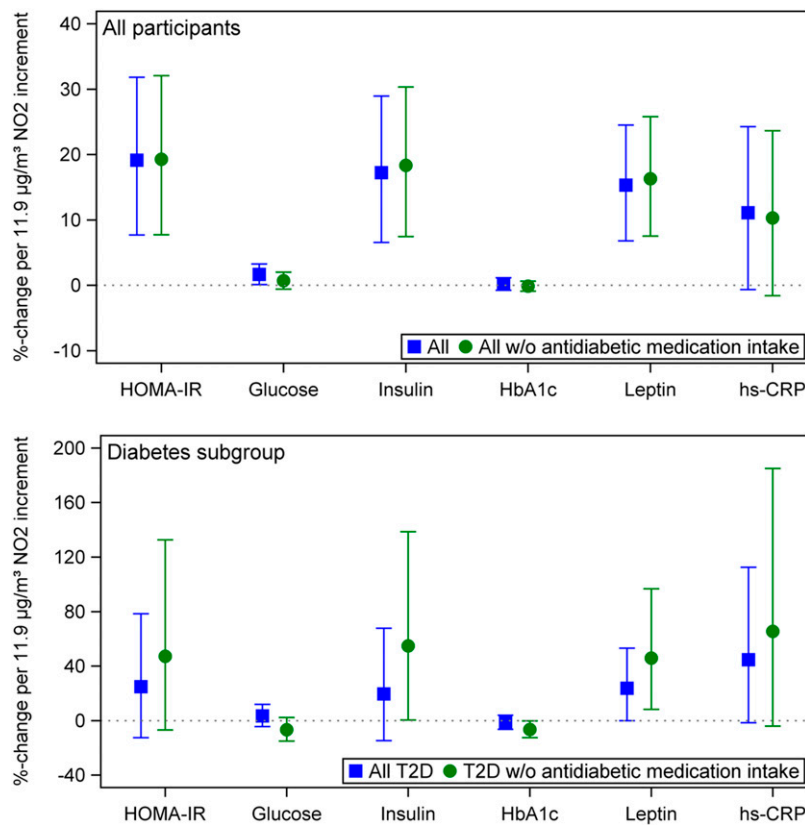 All participants
%-change per 11.9 µg/m³ NO2 increment
40
30
20
10
0
-10
All All w/o antidiabetic medication intake
HOMA-IR Glucose Insulin HbA1c Leptin hs-CRP
Diabetes subgroup
%-change per 11.9 µg/m³ NO2 increment
200
160
120
80
40
0
-40
All T2D T2D w/o antidiabetic medication intake
HOMA-IR Glucose Insulin HbA1c Leptin hs-CRP